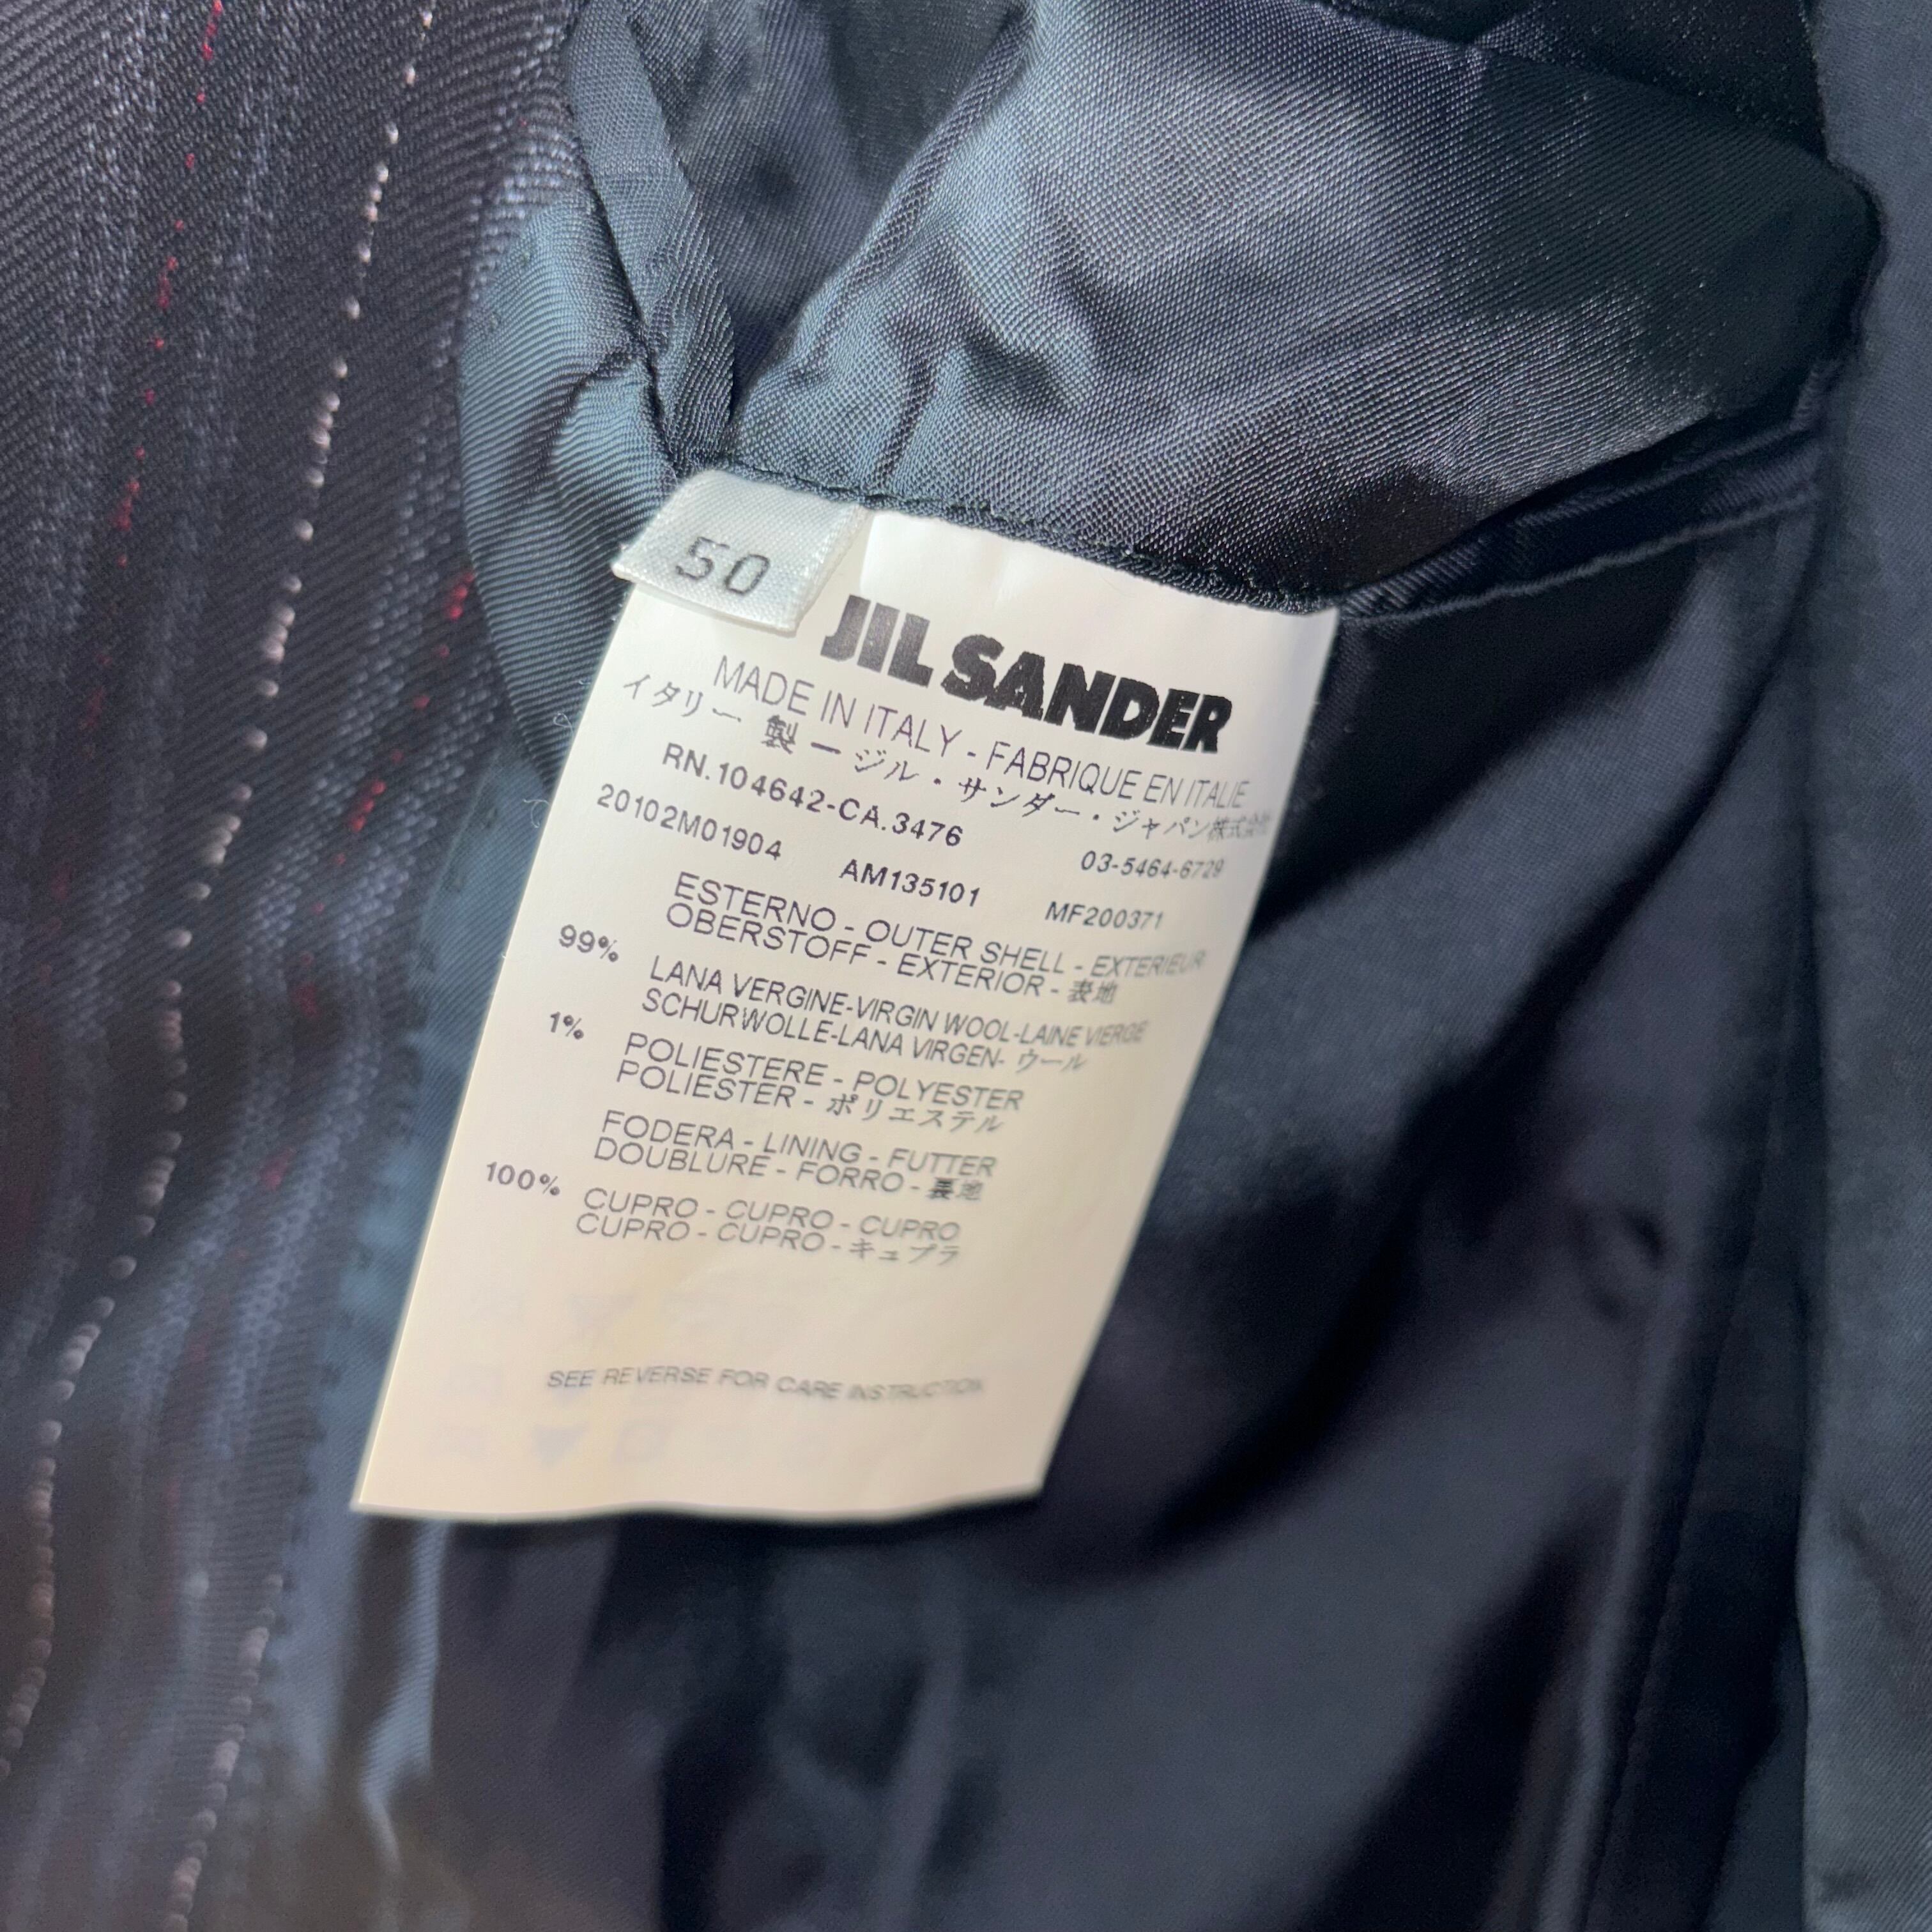 50
JIL SANDER
MADE IN ITALY - FABRIQUE EN ITALIE
イタリー 製 ー ジル・サンダー・ジャパン株式会社
RN.104642-CA.3476
03-5464-6729
20102M01904 AM135101 MF200371
ESTERNO - OUTER SHELL - EXTERIEUR
OBERSTOFF - EXTERIOR - 表地
99% LANA VERGINE-VIRGIN WOOL-LAINE VIERGE
SCHURWOLLE-LANA VIRGEN- ウール
1% POLIESTERE - POLYESTER
POLIESTER - ポリエステル
FODERA - LINING - FUTTER
DOUBLURE - FORRO - 裏地
100% CUPRO - CUPRO - CUPRO
CUPRO - CUPRO - キュプラ
SEE REVERSE FOR CARE INSTRUCTION